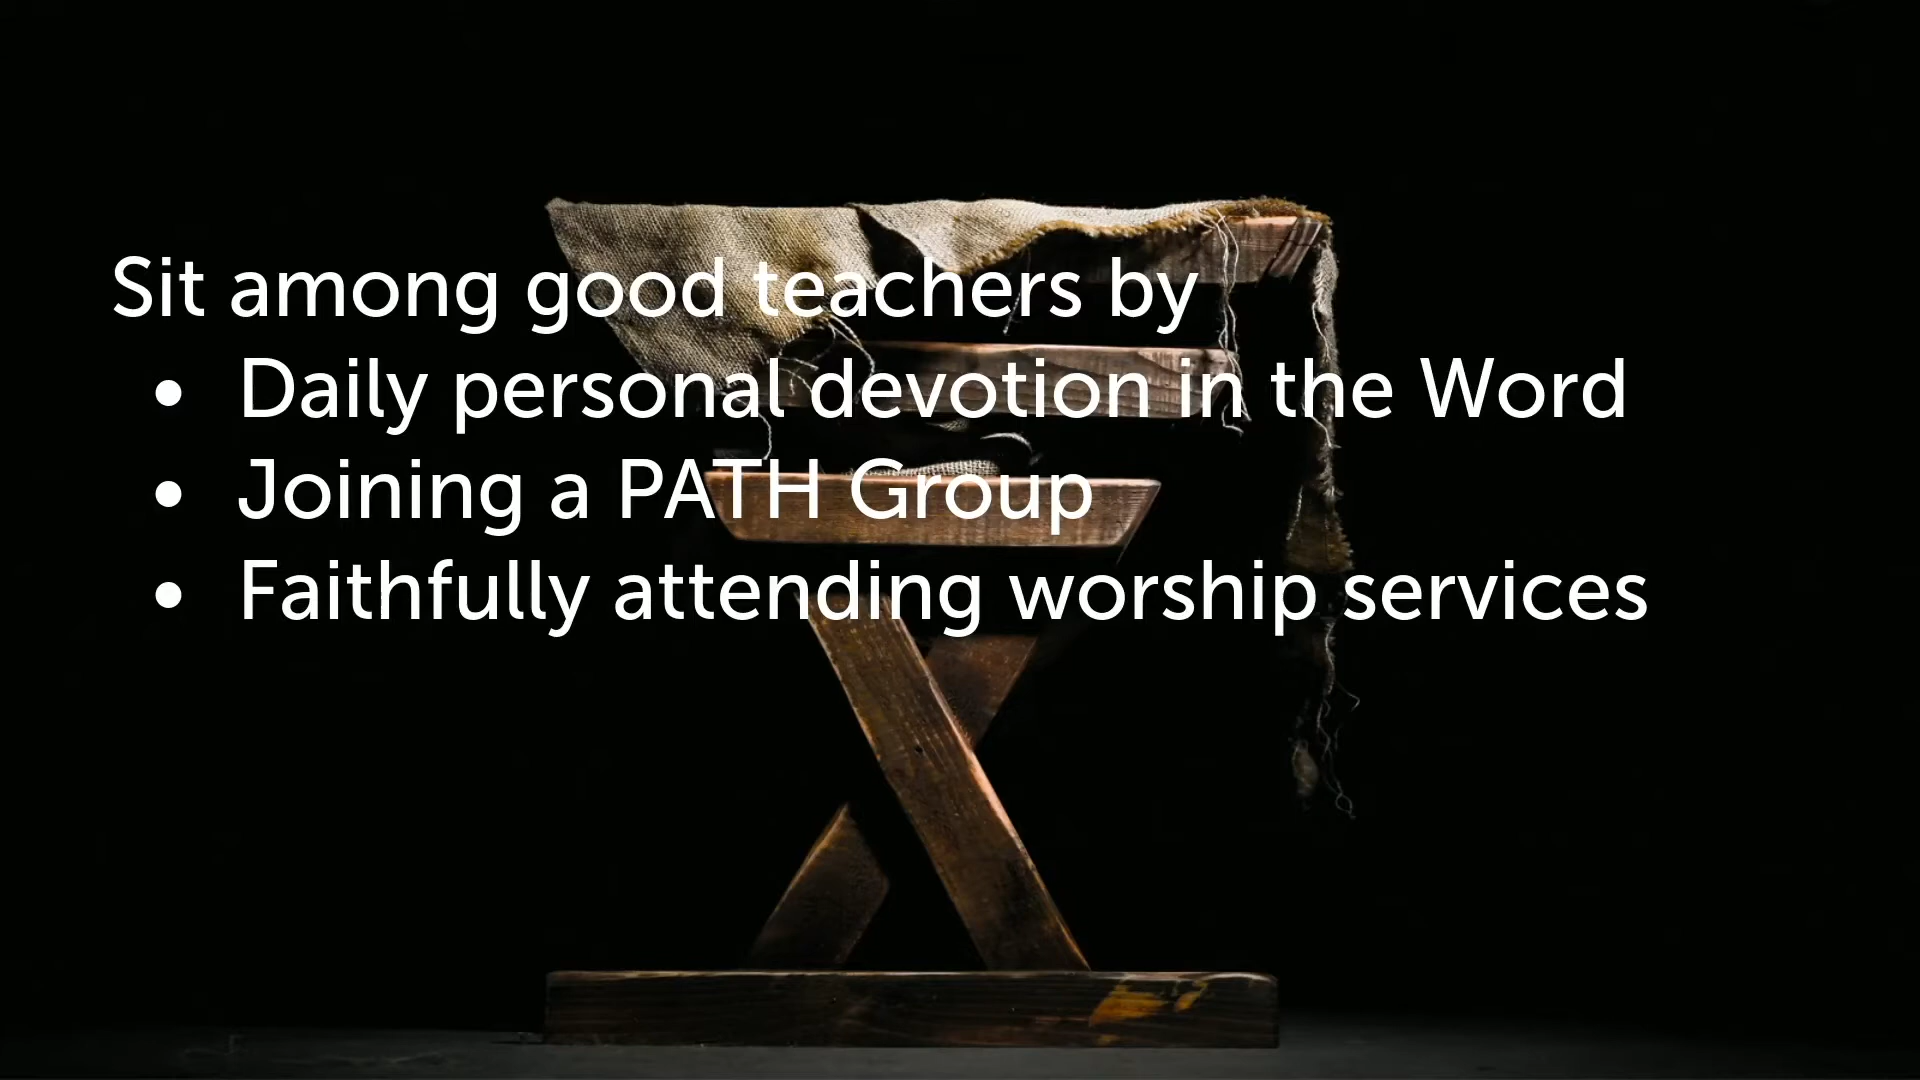 Sit among good teachers by
• Daily personal devotion in the Word
• Joining a PATH Group
• Faithfully attending worship services